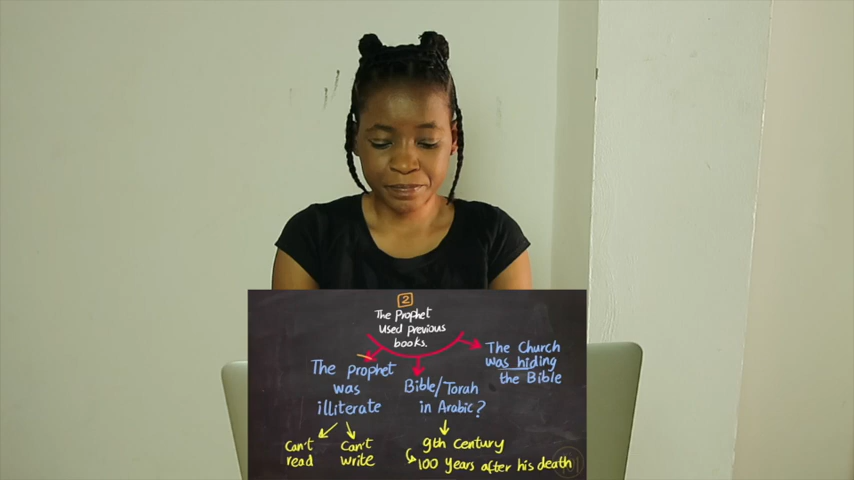 2
The Prophet
Used previous
books.
The Church
was hiding
the Bible
The prophet
was
illiterate
Bible/Torah
in Arabic?
Can't
read
Can't
write
9th Century
100 years after his death